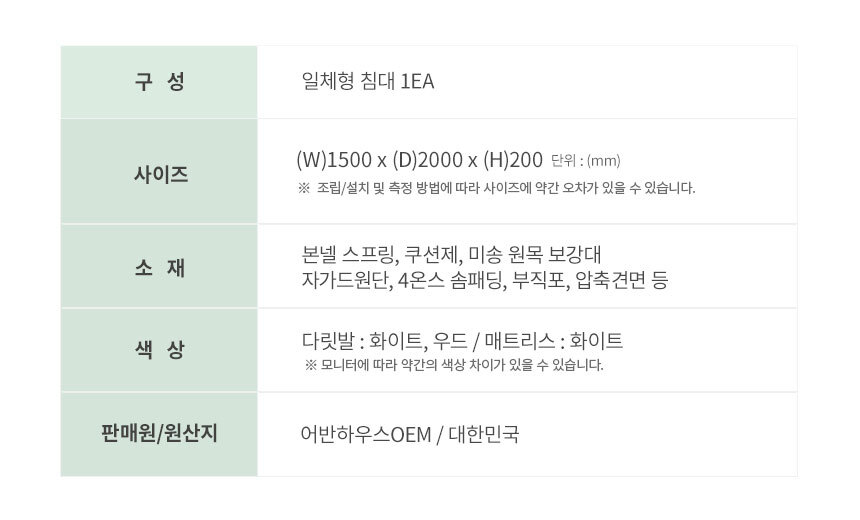 구 성
일체형 침대 1EA
사이즈
(W)1500 x (D)2000 x (H)200 단위 : (mm)
※ 조립/설치 및 측정 방법에 따라 사이즈에 약간 오차가 있을 수 있습니다.
소 재
본넬 스프링, 쿠션제, 미송 원목 보강대
자가드원단, 4온스 솜패딩, 부직포, 압축견면 등
색 상
다릿발 : 화이트, 우드 / 매트리스 : 화이트
※ 모니터에 따라 약간의 색상 차이가 있을 수 있습니다.
판매원/원산지
어반하우스OEM / 대한민국